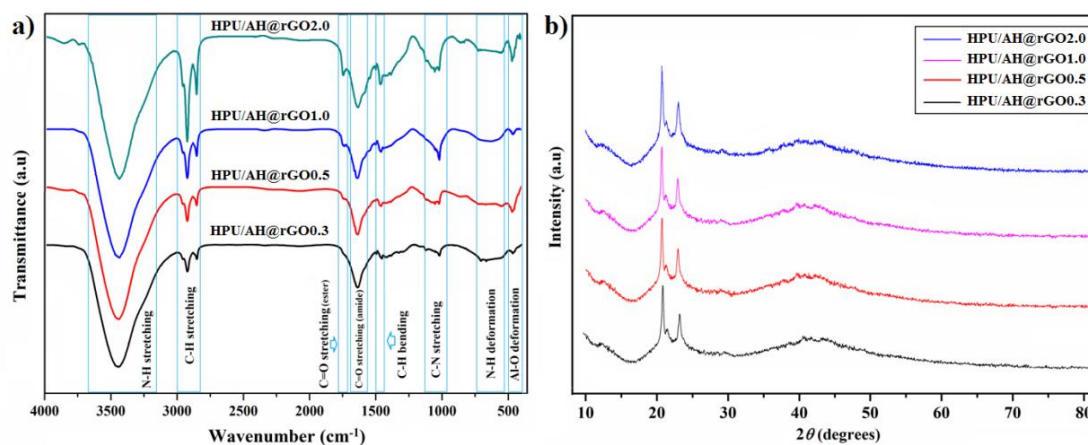 a)
HPU/AH@rGO2.0
HPU/AH@rGO1.0
HPU/AH@rGO0.5
HPU/AH@rGO0.3
Transmittance (a.u)
N-H stretching
C-H stretching
C=O stretching (ester)
C=O stretching (amide)
C-H bending
C-N stretching
N-H deformation
Al-O deformation
4000 3500 3000 2500 2000 1500 1000 500
Wavenumber (cm-1)
b)
HPU/AH@rGO2.0
HPU/AH@rGO1.0
HPU/AH@rGO0.5
HPU/AH@rGO0.3
Intensity (a.u)
10 20 30 40 50 60 70 80
2θ (degrees)